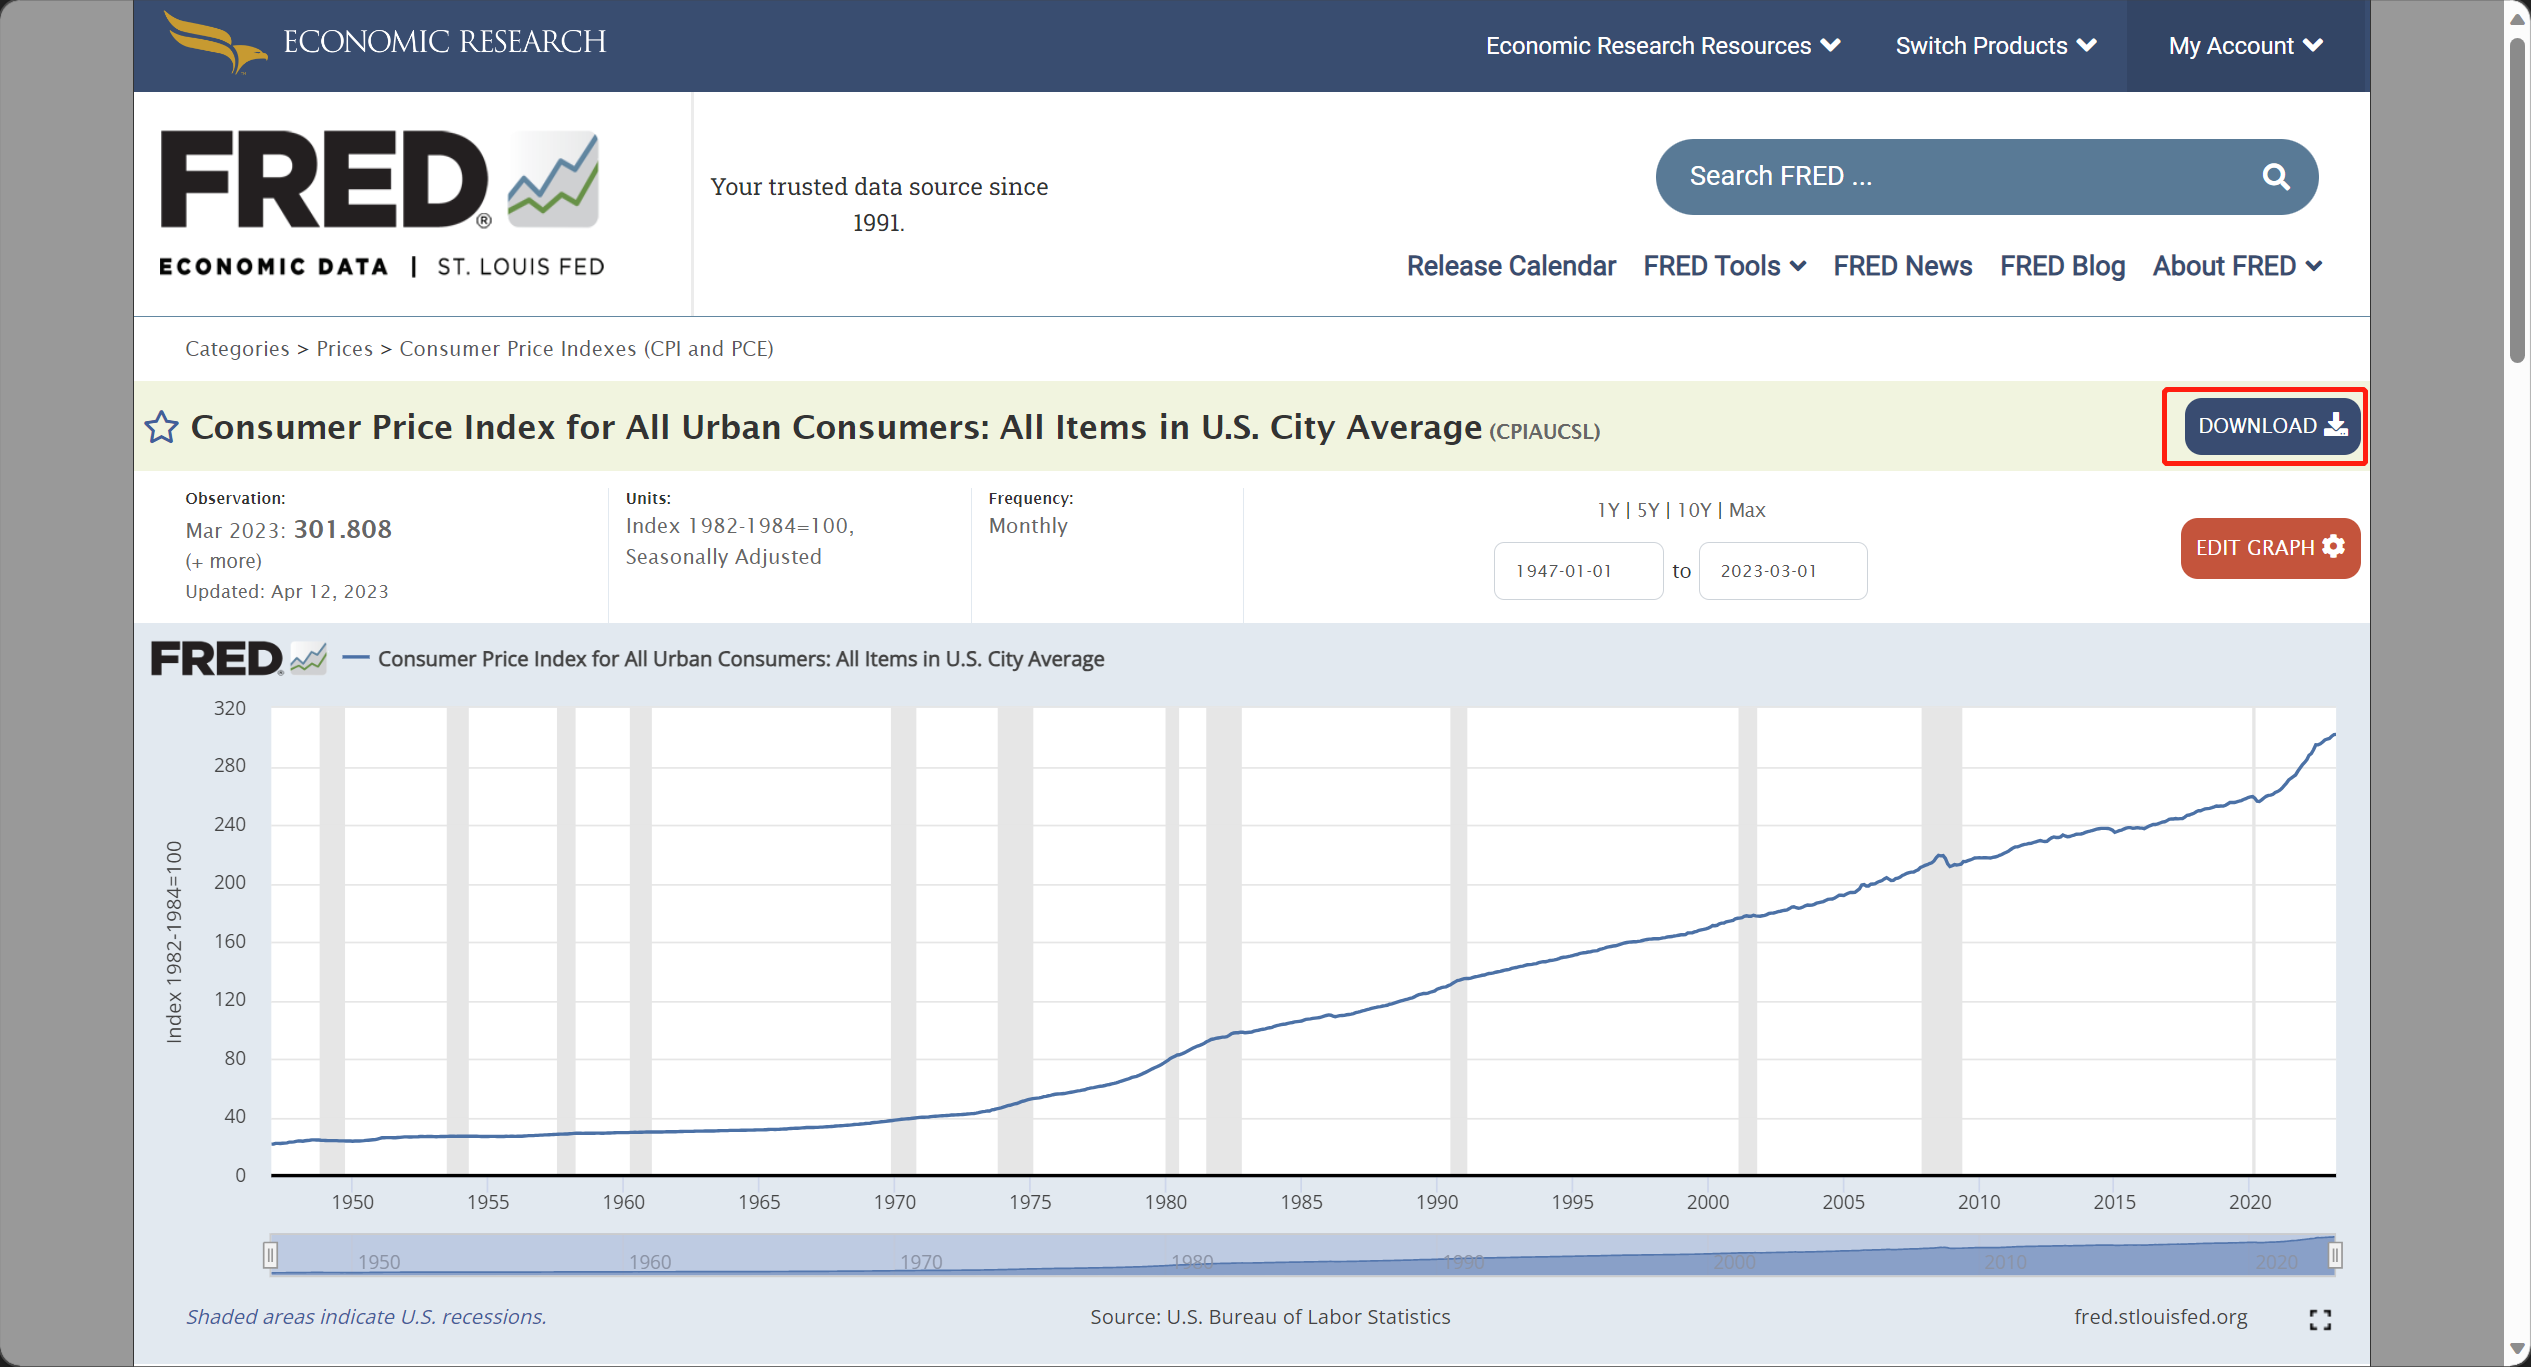 ECONOMIC RESEARCH
Economic Research Resources
Switch Products
My Account
FRED®
ECONOMIC DATA | ST. LOUIS FED
Your trusted data source since
1991.
Search FRED ...
Release Calendar
FRED Tools
FRED News
FRED Blog
About FRED
Categories > Prices > Consumer Price Indexes (CPI and PCE)
Consumer Price Index for All Urban Consumers: All Items in U.S. City Average (CPIAUCSL)
DOWNLOAD
Observation:
Mar 2023: 301.808
(+ more)
Updated: Apr 12, 2023
Units:
Index 1982-1984=100,
Seasonally Adjusted
Frequency:
Monthly
1Y | 5Y | 10Y | Max
1947-01-01 to 2023-03-01
EDIT GRAPH
FRED
Consumer Price Index for All Urban Consumers: All Items in U.S. City Average
Index 1982-1984=100
320
280
240
200
160
120
80
40
0
1950 1955 1960 1965 1970 1975 1980 1985 1990 1995 2000 2005 2010 2015 2020
1950 1960 1970 1980 1990 2000 2010 2020
Shaded areas indicate U.S. recessions.
Source: U.S. Bureau of Labor Statistics
fred.stlouisfed.org